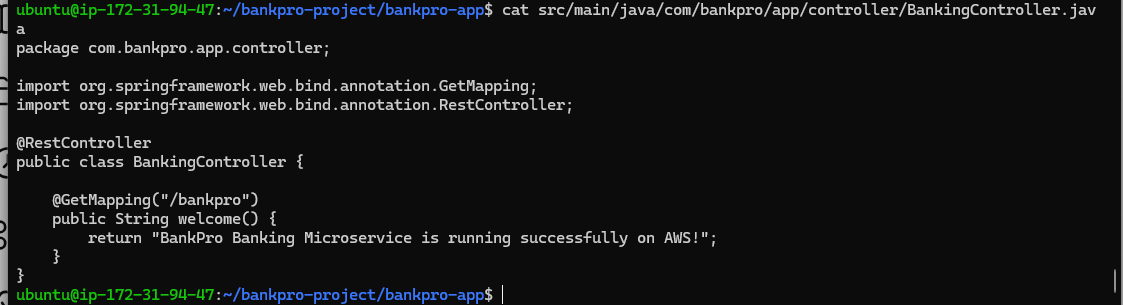 ubuntu@ip-172-31-94-47:~/bankpro-project/bankpro-app$ cat src/main/java/com/bankpro/app/controller/BankingController.jav
a
package com.bankpro.app.controller;

import org.springframework.web.bind.annotation.GetMapping;
import org.springframework.web.bind.annotation.RestController;

@RestController
public class BankingController {

    @GetMapping("/bankpro")
    public String welcome() {
        return "BankPro Banking Microservice is running successfully on AWS!";
    }
}
ubuntu@ip-172-31-94-47:~/bankpro-project/bankpro-app$